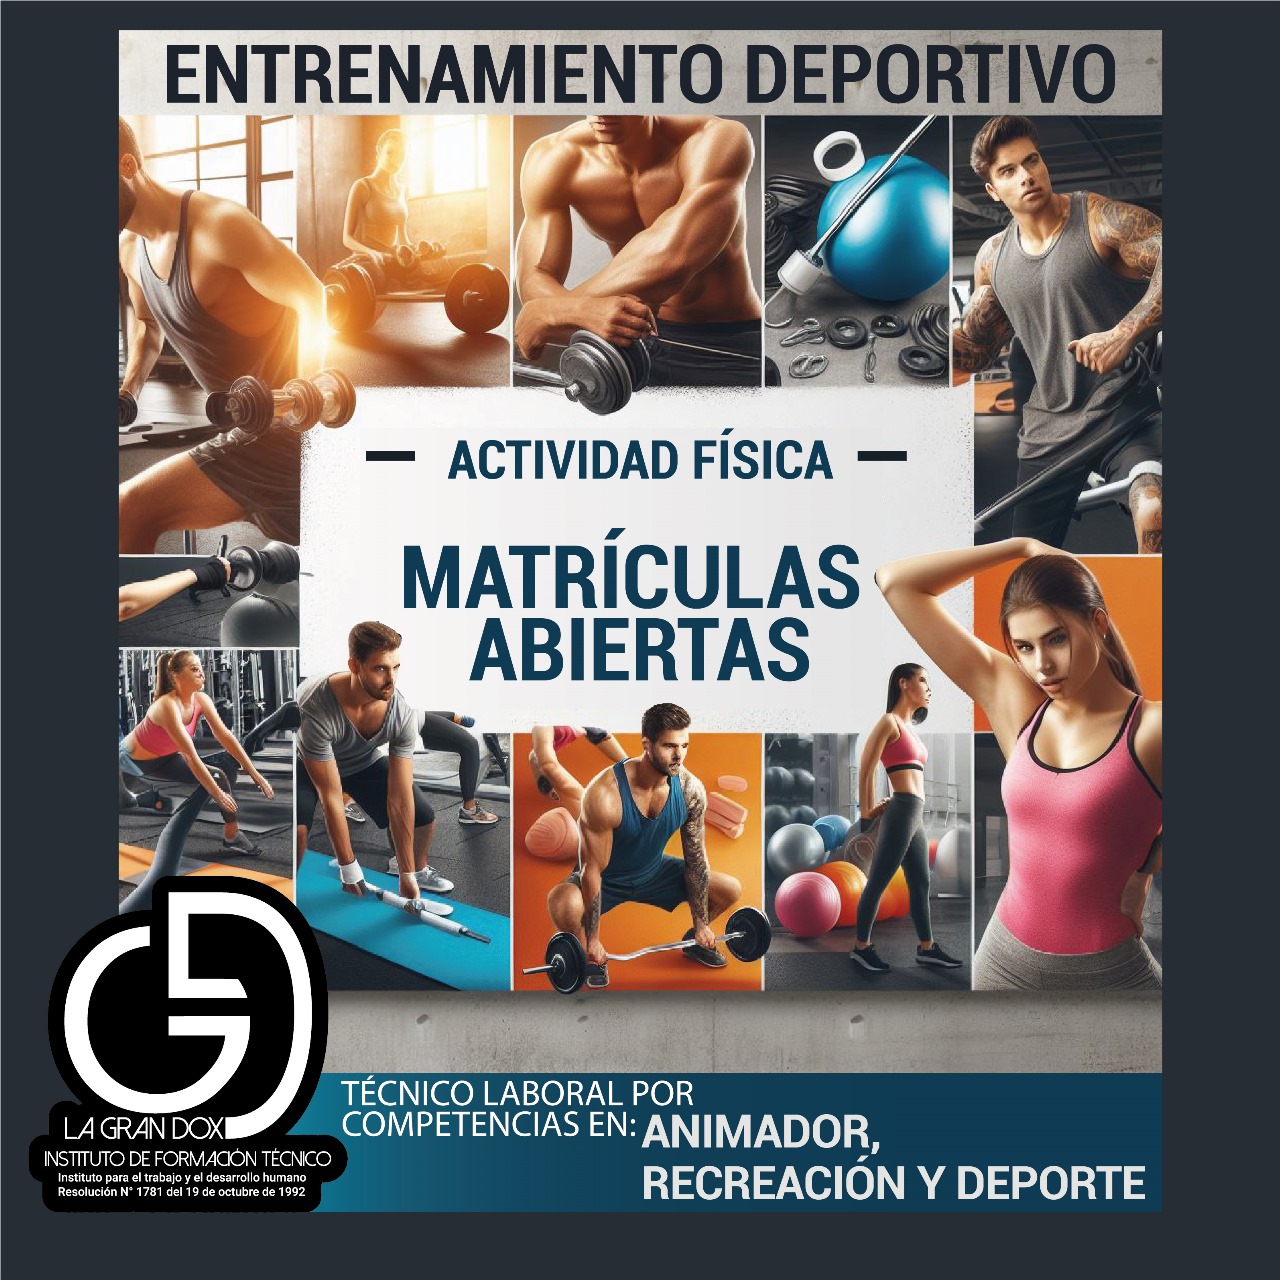 ENTRENAMIENTO DEPORTIVO
ACTIVIDAD FÍSICA
MATRÍCULAS
ABIERTAS
GD
LA GRAN DOX
INSTITUTO DE FORMACIÓN TÉCNICO
Instituto para el trabajo y el desarrollo humano
Resolución N° 1781 del 19 de octubre de 1992
TÉCNICO LABORAL POR
COMPETENCIAS EN:
ANIMADOR,
RECREACIÓN Y DEPORTE